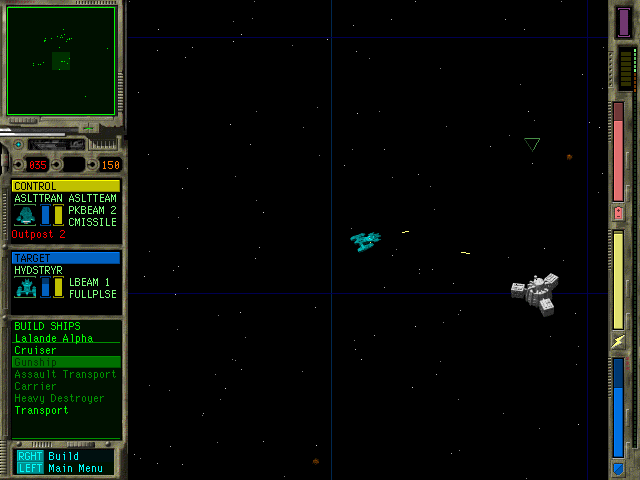 035 150
CONTROL
ASLTTRAN ASLTTEAM
PKBEAM 2
CMISSILE
Outpost 2
TARGET
HVDSTRYR
LBEAM 1
FULLPLSE
BUILD SHIPS
Lalande Alpha
Cruiser
Gunship
Assault Transport
Carrier
Heavy Destroyer
Transport
RGHT Build
LEFT Main Menu